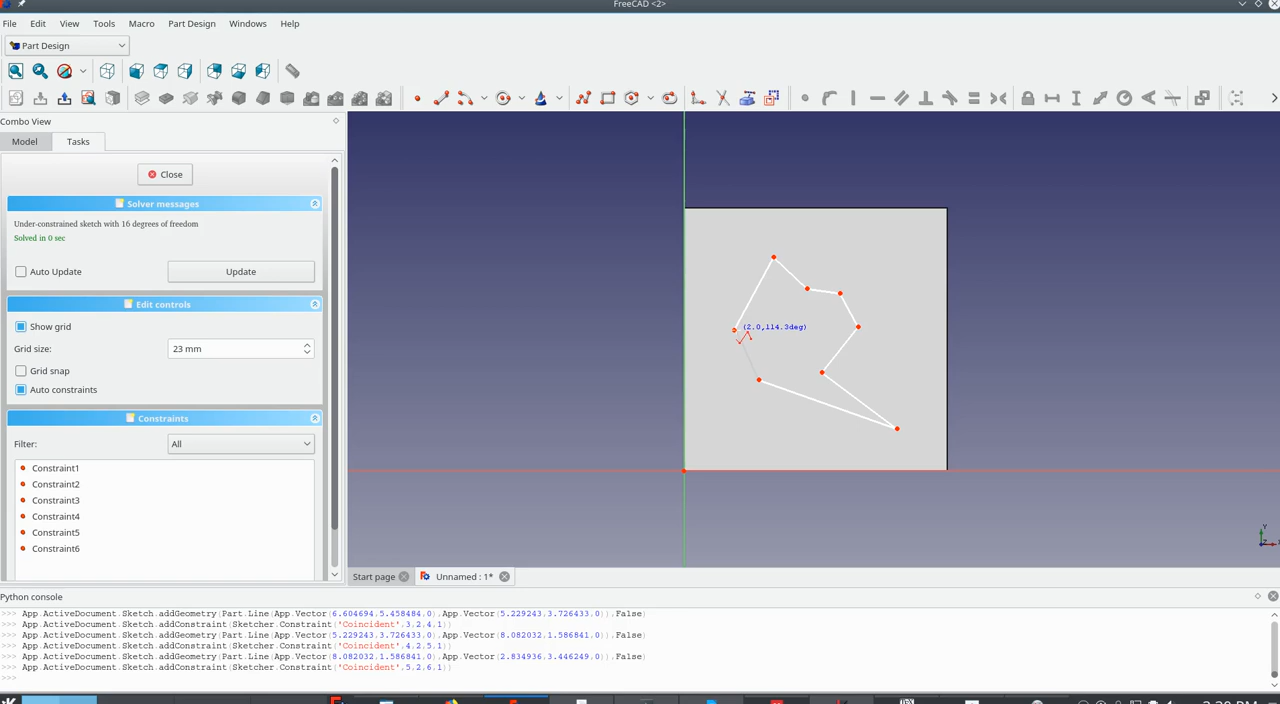 FreeCAD <2>
File Edit View Tools Macro Part Design Windows Help
Part Design
Combo View
Model Tasks
Close
Solver messages
Under-constrained sketch with 16 degrees of freedom
Solved in 0 sec
Auto Update Update
Edit controls
Show grid
Grid size: 23 mm
Grid snap
Auto constraints
Constraints
Filter: All
Constraint1
Constraint2
Constraint3
Constraint4
Constraint5
Constraint6
(2.0,114.3deg)
Y
Z
Start page Unnamed : 1*
Python console
>>> App.ActiveDocument.Sketch.addGeometry(Part.Line(App.Vector(6.604694,5.458484,0),App.Vector(5.229243,3.726433,0)),False)
>>> App.ActiveDocument.Sketch.addConstraint(Sketcher.Constraint('Coincident',3,2,4,1))
>>> App.ActiveDocument.Sketch.addGeometry(Part.Line(App.Vector(5.229243,3.726433,0),App.Vector(8.082032,1.586841,0)),False)
>>> App.ActiveDocument.Sketch.addConstraint(Sketcher.Constraint('Coincident',4,2,5,1))
>>> App.ActiveDocument.Sketch.addGeometry(Part.Line(App.Vector(8.082032,1.586841,0),App.Vector(2.834936,3.446249,0)),False)
>>> App.ActiveDocument.Sketch.addConstraint(Sketcher.Constraint('Coincident',5,2,6,1))
>>>